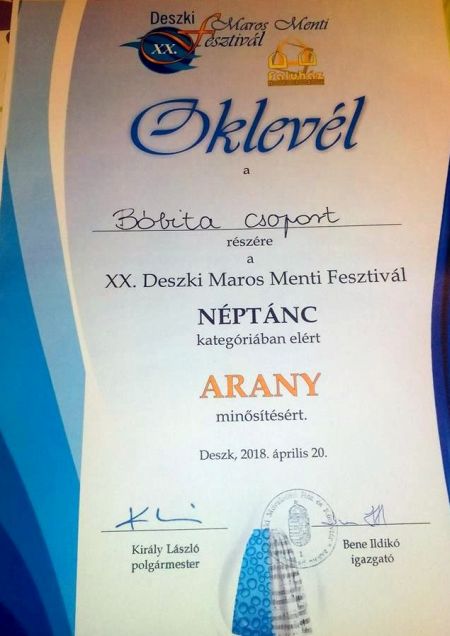 Deszki Maros Menti
XX. Fesztivál
Faluház
Oklevél
a
Bóbita csoport
részére
a
XX. Deszki Maros Menti Fesztivál
NÉPTÁNC
kategóriában elért
ARANY
minősítésért.
Deszk, 2018. április 20.
Király László
polgármester
Bene Ildikó
igazgató